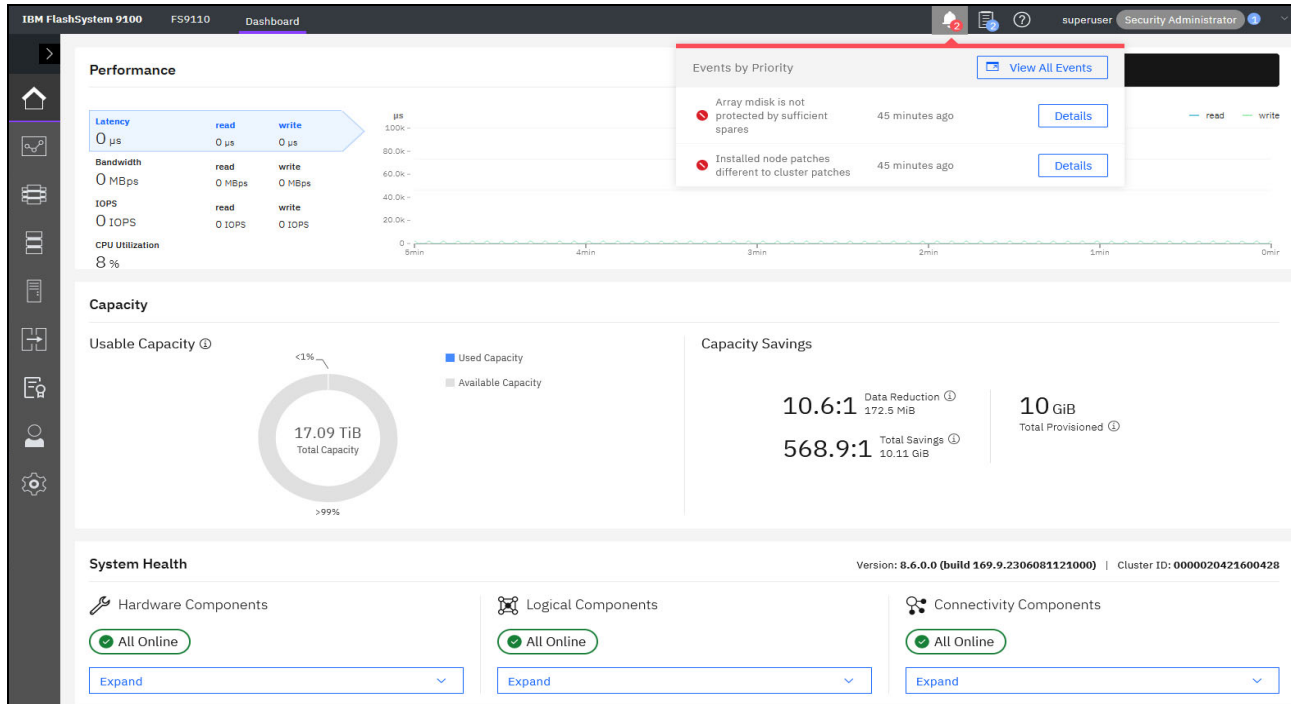 IBM FlashSystem 9100 FS9110 Dashboard
2 2 superuser Security Administrator 1
Performance
Events by Priority View All Events
Array mdisk is not
protected by sufficient
spares
45 minutes ago Details
Installed node patches
different to cluster patches
45 minutes ago Details
Latency read write
0 µs 0 µs 0 µs
Bandwidth read write
0 MBps 0 MBps 0 MBps
IOPS read write
0 IOPS 0 IOPS 0 IOPS
CPU Utilization
8 %
µs
100k
80.0k
60.0k
40.0k
20.0k
0
5min 4min 3min 2min 1min 0min
read write
Capacity
Usable Capacity
<1%
17.09 TiB
Total Capacity
>99%
Used Capacity
Available Capacity
Capacity Savings
10.6:1 Data Reduction
172.5 MiB
568.9:1 Total Savings
10.11 GiB
10 GiB
Total Provisioned
System Health Version: 8.6.0.0 (build 169.9.2306081121000) | Cluster ID: 0000020421600428
Hardware Components Logical Components Connectivity Components
All Online All Online All Online
Expand Expand Expand